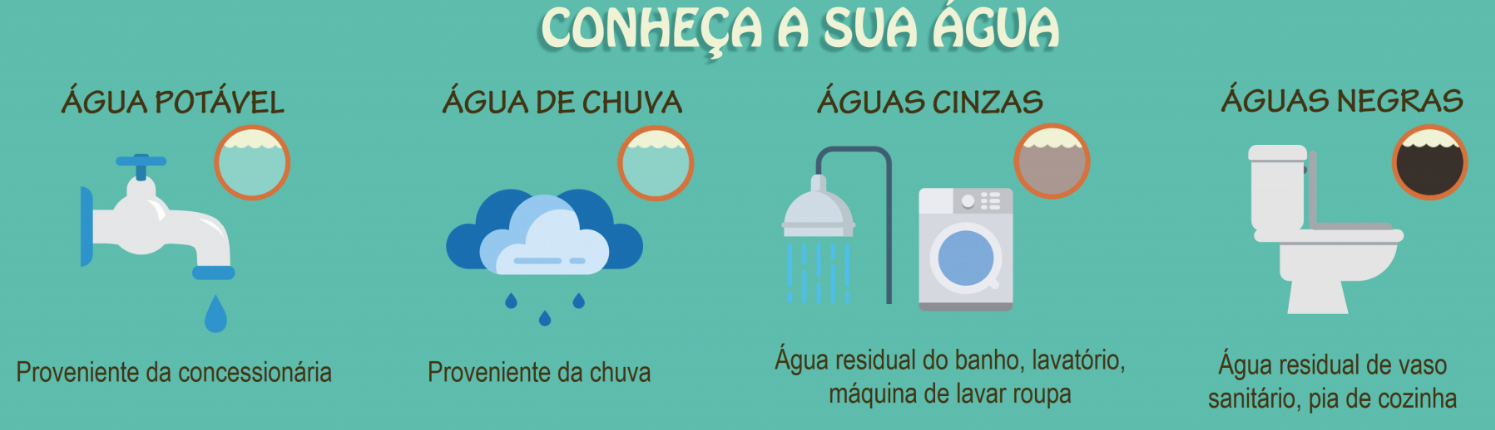 CONHEÇA A SUA ÁGUA
ÁGUA POTÁVEL
Proveniente da concessionária
ÁGUA DE CHUVA
Proveniente da chuva
ÁGUAS CINZAS
Água residual do banho, lavatório,
máquina de lavar roupa
ÁGUAS NEGRAS
Água residual de vaso
sanitário, pia de cozinha